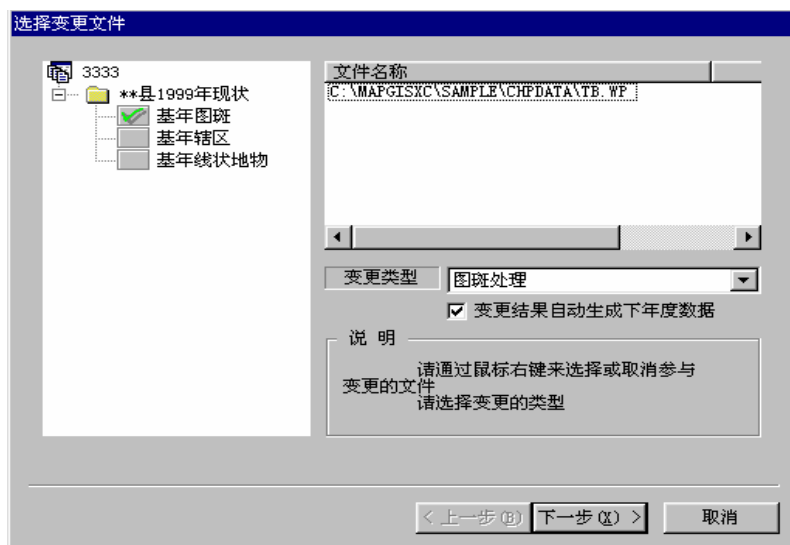 选择变更文件
3333
**县1999年现状
基年图斑
基年辖区
基年线状地物
文件名称
C:\MAPGISXC\SAMPLE\CHPDATA\TB.WP
变更类型
图斑处理
变更结果自动生成下年度数据
说 明
请通过鼠标右键来选择或取消参与
变更的文件
请选择变更的类型
< 上一步(B)
下一步(X) >
取消